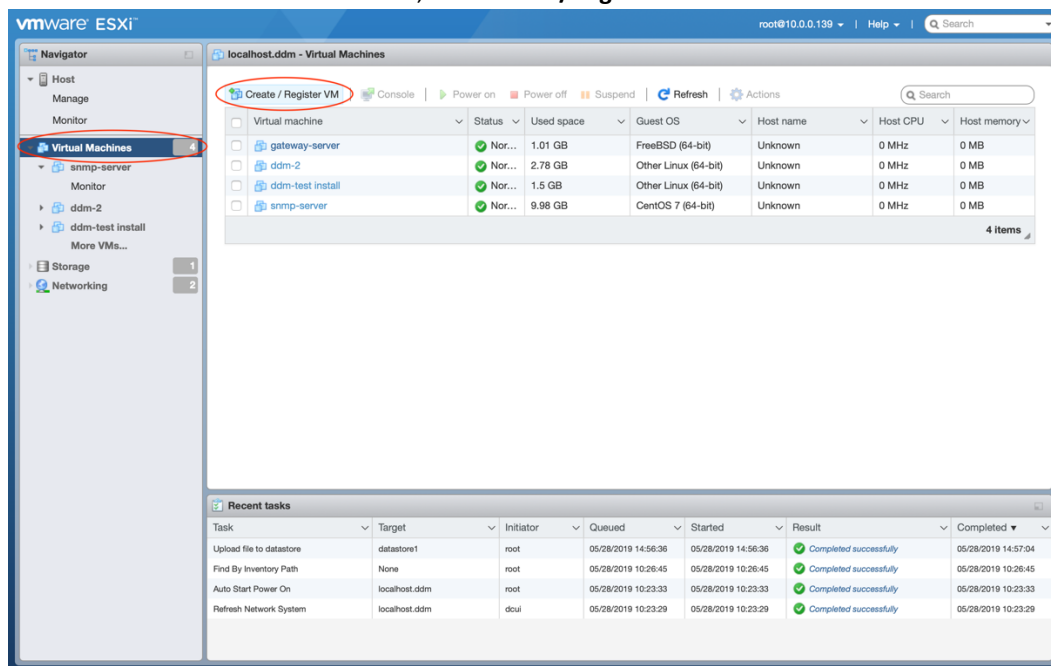 vmware ESXi™
root@10.0.0.139 | Help | Search
Navigator
localhost.ddm - Virtual Machines
Host
Manage
Monitor
Virtual Machines 4
snmp-server
Monitor
ddm-2
ddm-test install
More VMs...
Storage 1
Networking 2
Create / Register VM | Console | Power on Power off Suspend | Refresh | Actions
Search
Virtual machine Status Used space Guest OS Host name Host CPU Host memory
gateway-server Nor... 1.01 GB FreeBSD (64-bit) Unknown 0 MHz 0 MB
ddm-2 Nor... 2.78 GB Other Linux (64-bit) Unknown 0 MHz 0 MB
ddm-test install Nor... 1.5 GB Other Linux (64-bit) Unknown 0 MHz 0 MB
snmp-server Nor... 9.98 GB CentOS 7 (64-bit) Unknown 0 MHz 0 MB
4 items
Recent tasks
Task Target Initiator Queued Started Result Completed
Upload file to datastore datastore1 root 05/28/2019 14:56:36 05/28/2019 14:56:36 Completed successfully 05/28/2019 14:57:04
Find By Inventory Path None root 05/28/2019 10:26:45 05/28/2019 10:26:45 Completed successfully 05/28/2019 10:26:45
Auto Start Power On localhost.ddm root 05/28/2019 10:23:33 05/28/2019 10:23:33 Completed successfully 05/28/2019 10:23:33
Refresh Network System localhost.ddm dcui 05/28/2019 10:23:29 05/28/2019 10:23:29 Completed successfully 05/28/2019 10:23:29